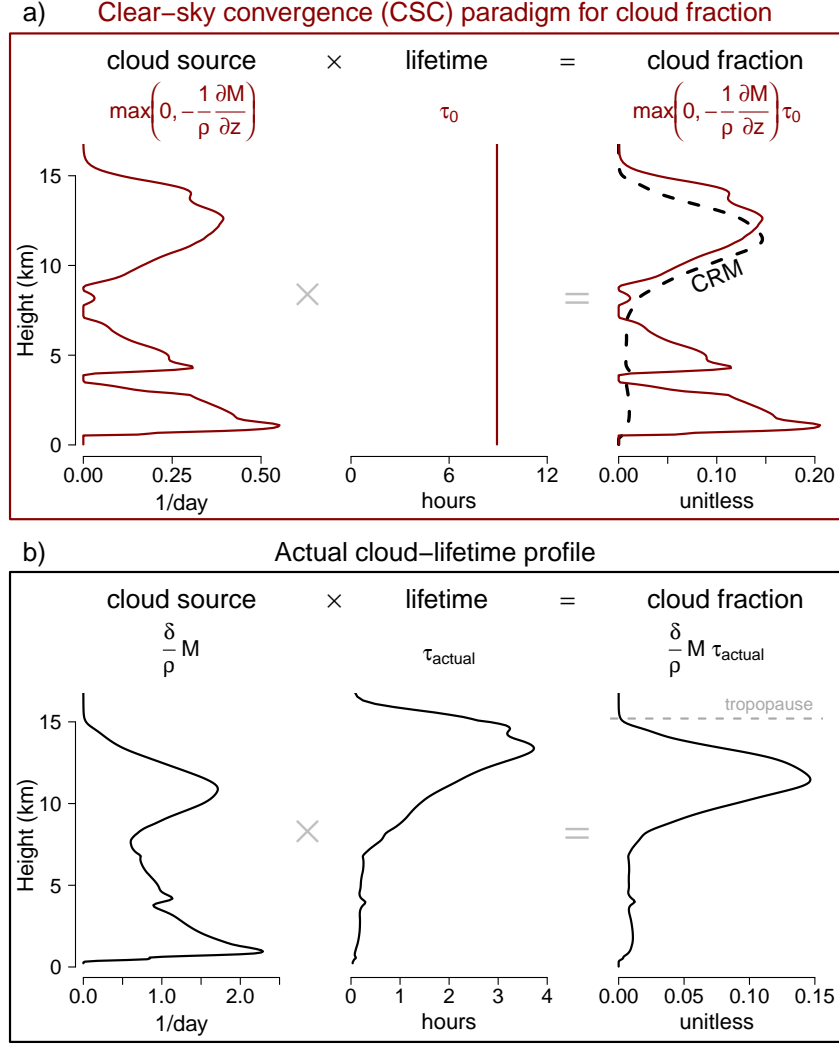 a) Clear−sky convergence (CSC) paradigm for cloud fraction
cloud source × lifetime = cloud fraction
max(0, −1/ρ ∂M/∂z) τ0 max(0, −1/ρ ∂M/∂z) τ0
Height (km)
15
10
5
0
×
=
CRM
0.00 0.25 0.50 0 6 12 0.00 0.10 0.20
1/day hours unitless
b) Actual cloud−lifetime profile
cloud source × lifetime = cloud fraction
δ/ρ M τactual δ/ρ M τactual
tropopause
Height (km)
15
10
5
0
×
=
1.0 2.0 0 1 2 3 4 0.00 0.05 0.10 0.15
1/day hours unitless